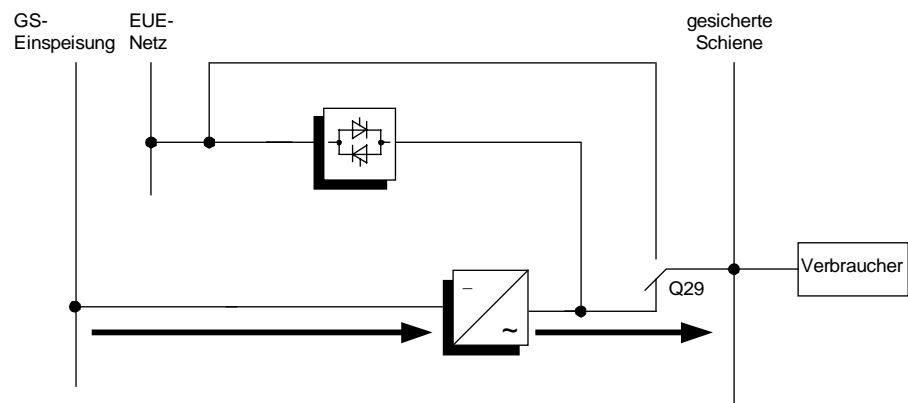 GS-
Einspeisung
EUE-
Netz
gesicherte
Schiene
Verbraucher
Q29
–
~